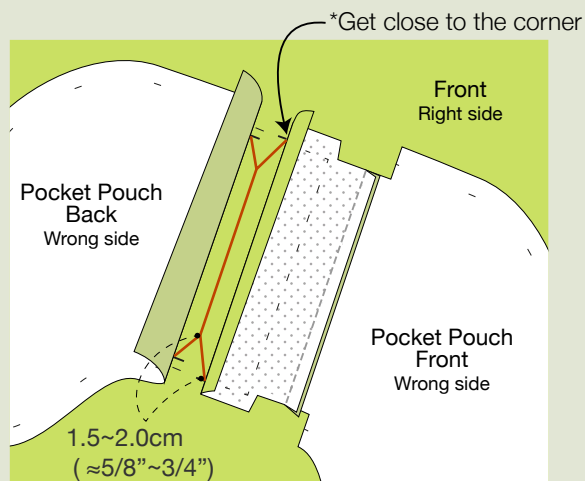 *Get close to the corner
Front
Right side
Pocket Pouch
Back
Wrong side
Pocket Pouch
Front
Wrong side
1.5~2.0cm
( ≈5/8”~3/4”)